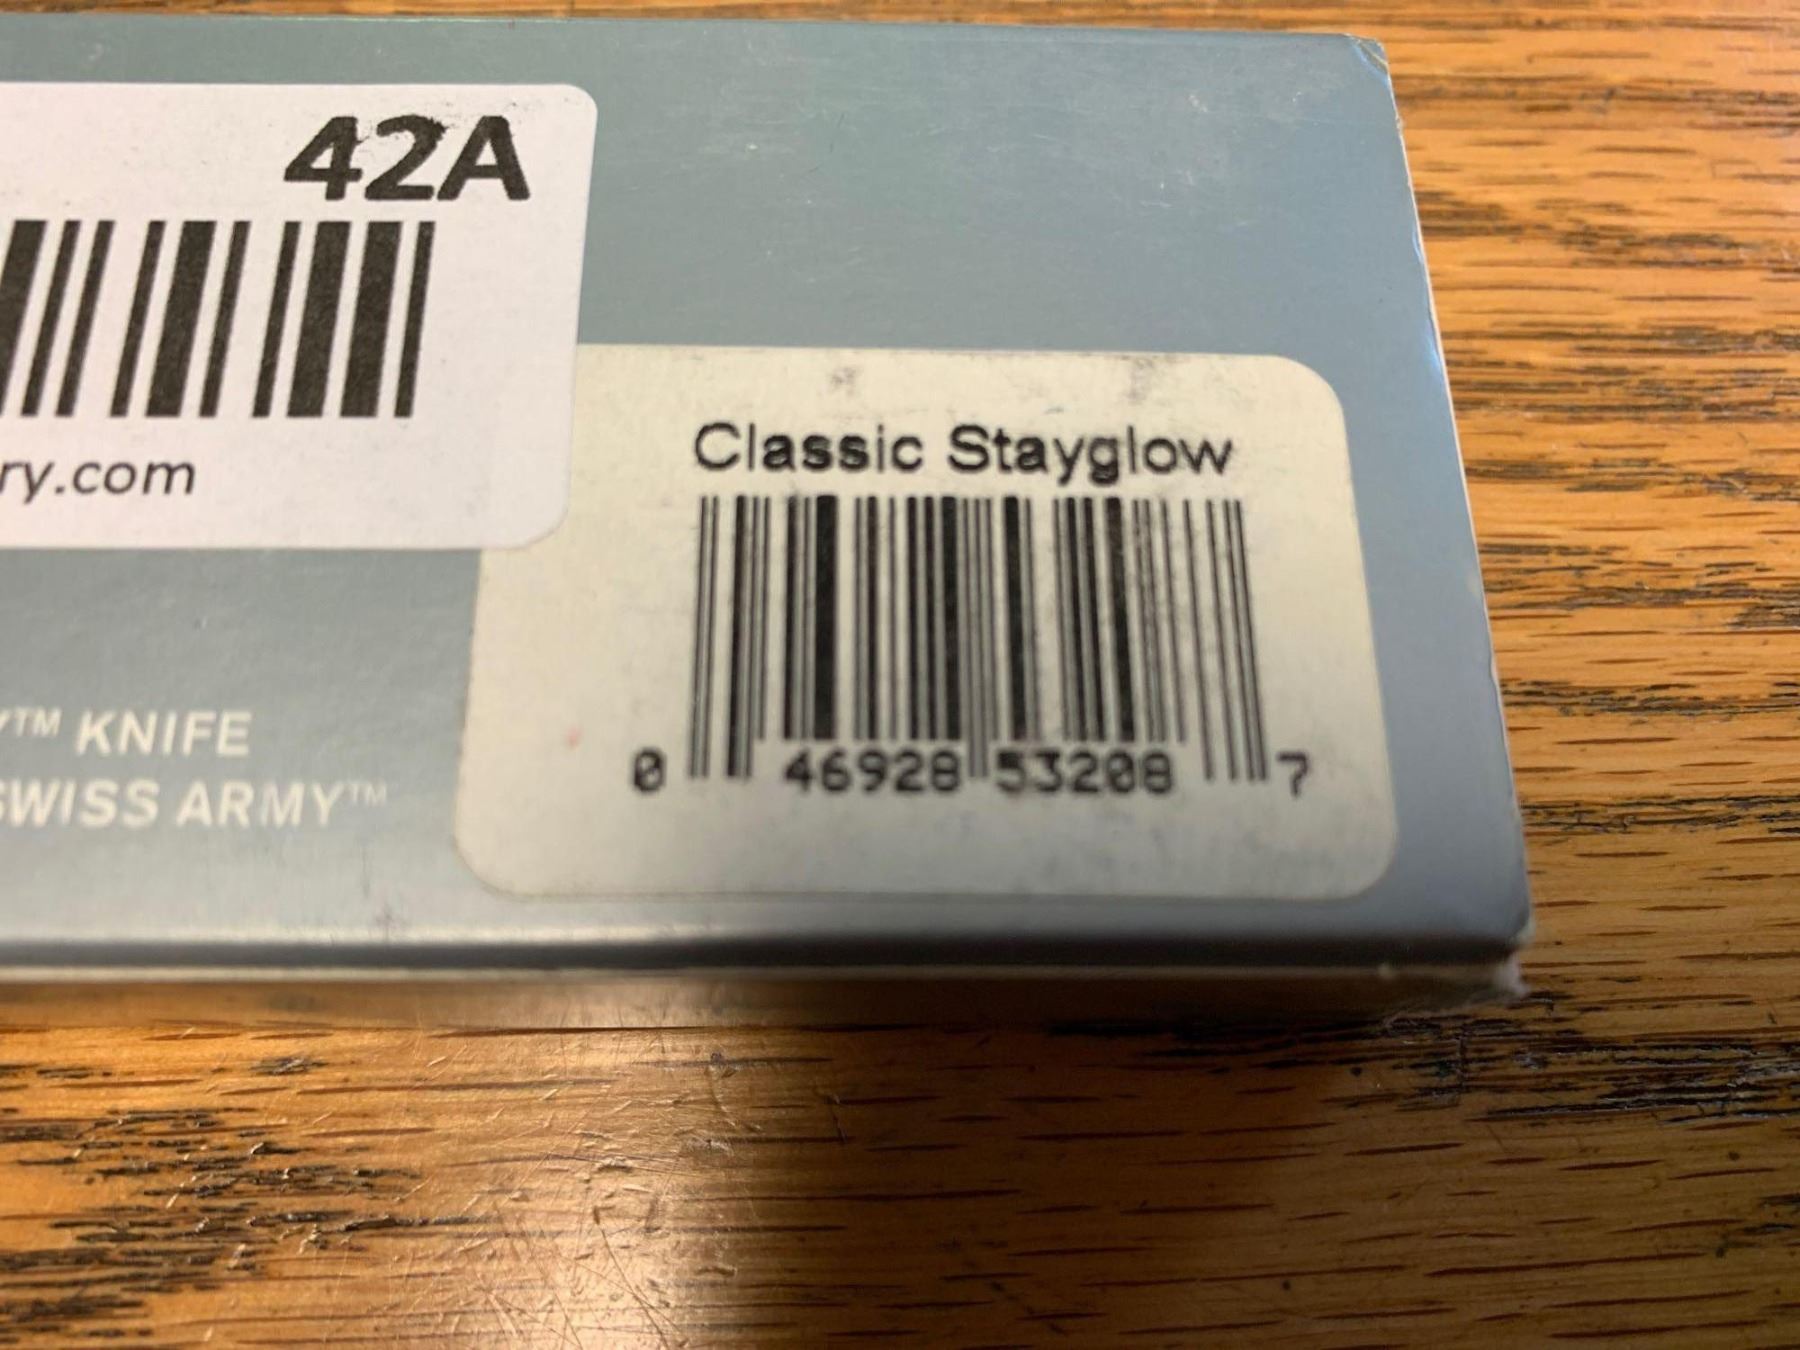 42A
ry.com
Classic Stayglow
0 46928 53208 7
Y™ KNIFE
SWISS ARMY™